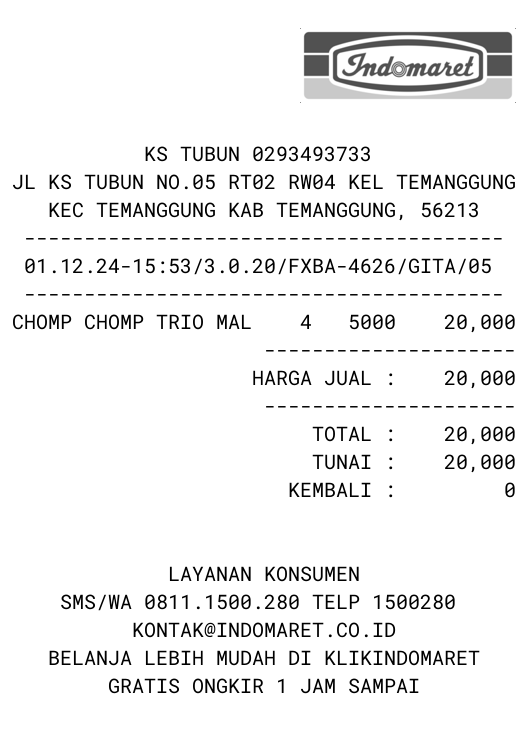 Indomaret
KS TUBUN 0293493733
JL KS TUBUN NO.05 RT02 RW04 KEL TEMANGGUNG
KEC TEMANGGUNG KAB TEMANGGUNG, 56213
----------------------------------------
01.12.24-15:53/3.0.20/FXBA-4626/GITA/05
----------------------------------------
CHOMP CHOMP TRIO MAL 4 5000 20,000
---------------------
HARGA JUAL : 20,000
---------------------
TOTAL : 20,000
TUNAI : 20,000
KEMBALI : 0
LAYANAN KONSUMEN
SMS/WA 0811.1500.280 TELP 1500280
KONTAK@INDOMARET.CO.ID
BELANJA LEBIH MUDAH DI KLIKINDOMARET
GRATIS ONGKIR 1 JAM SAMPAI